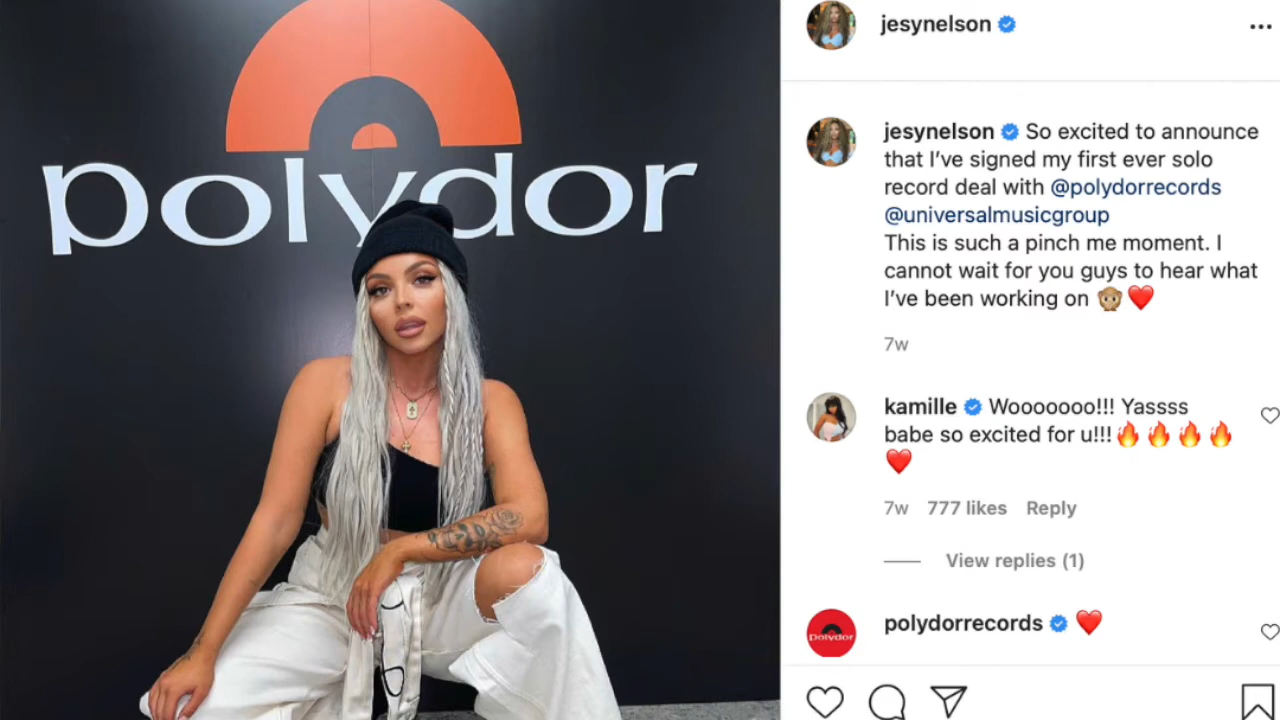 polydor
jesynelson
jesynelson So excited to announce
that I've signed my first ever solo
record deal with @polydorrecords
@universalmusicgroup
This is such a pinch me moment. I
cannot wait for you guys to hear what
I've been working on 🙊❤️
7w
kamille Wooooooo!!! Yassss
babe so excited for u!!!🔥🔥🔥🔥
❤️
7w 777 likes Reply
View replies (1)
polydor
polydorrecords ❤️